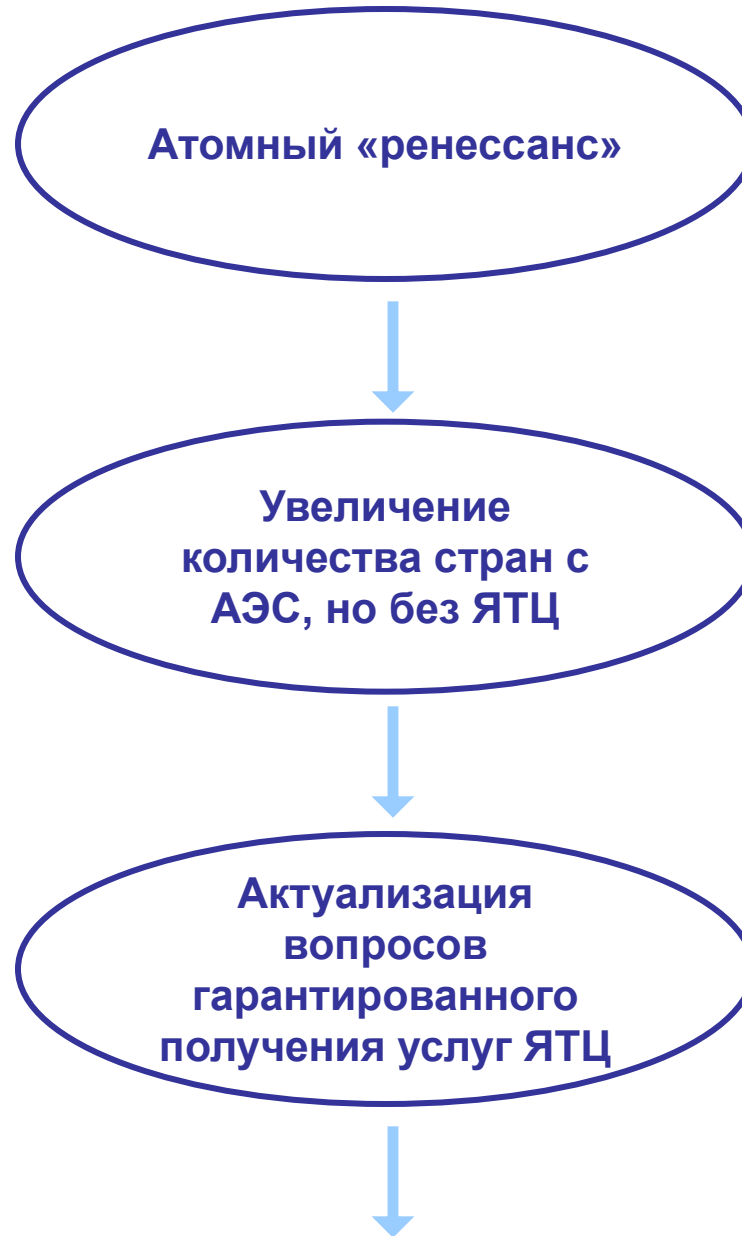 Атомный «ренессанс»
Увеличение
количества стран с
АЭС, но без ЯТЦ
Актуализация
вопросов
гарантированного
получения услуг ЯТЦ